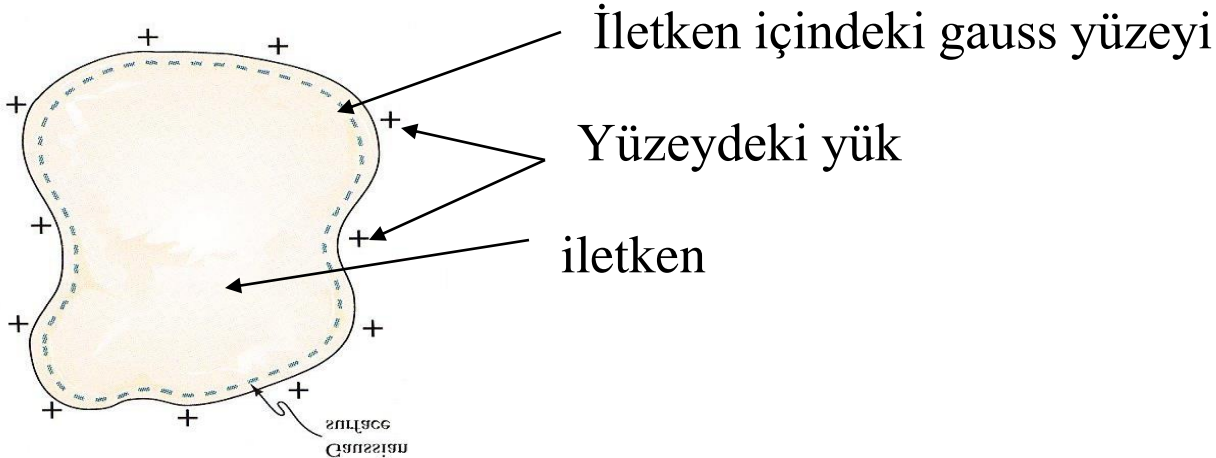 İletken içindeki gauss yüzeyi
Yüzeydeki yük
iletken
Gaussian
surface